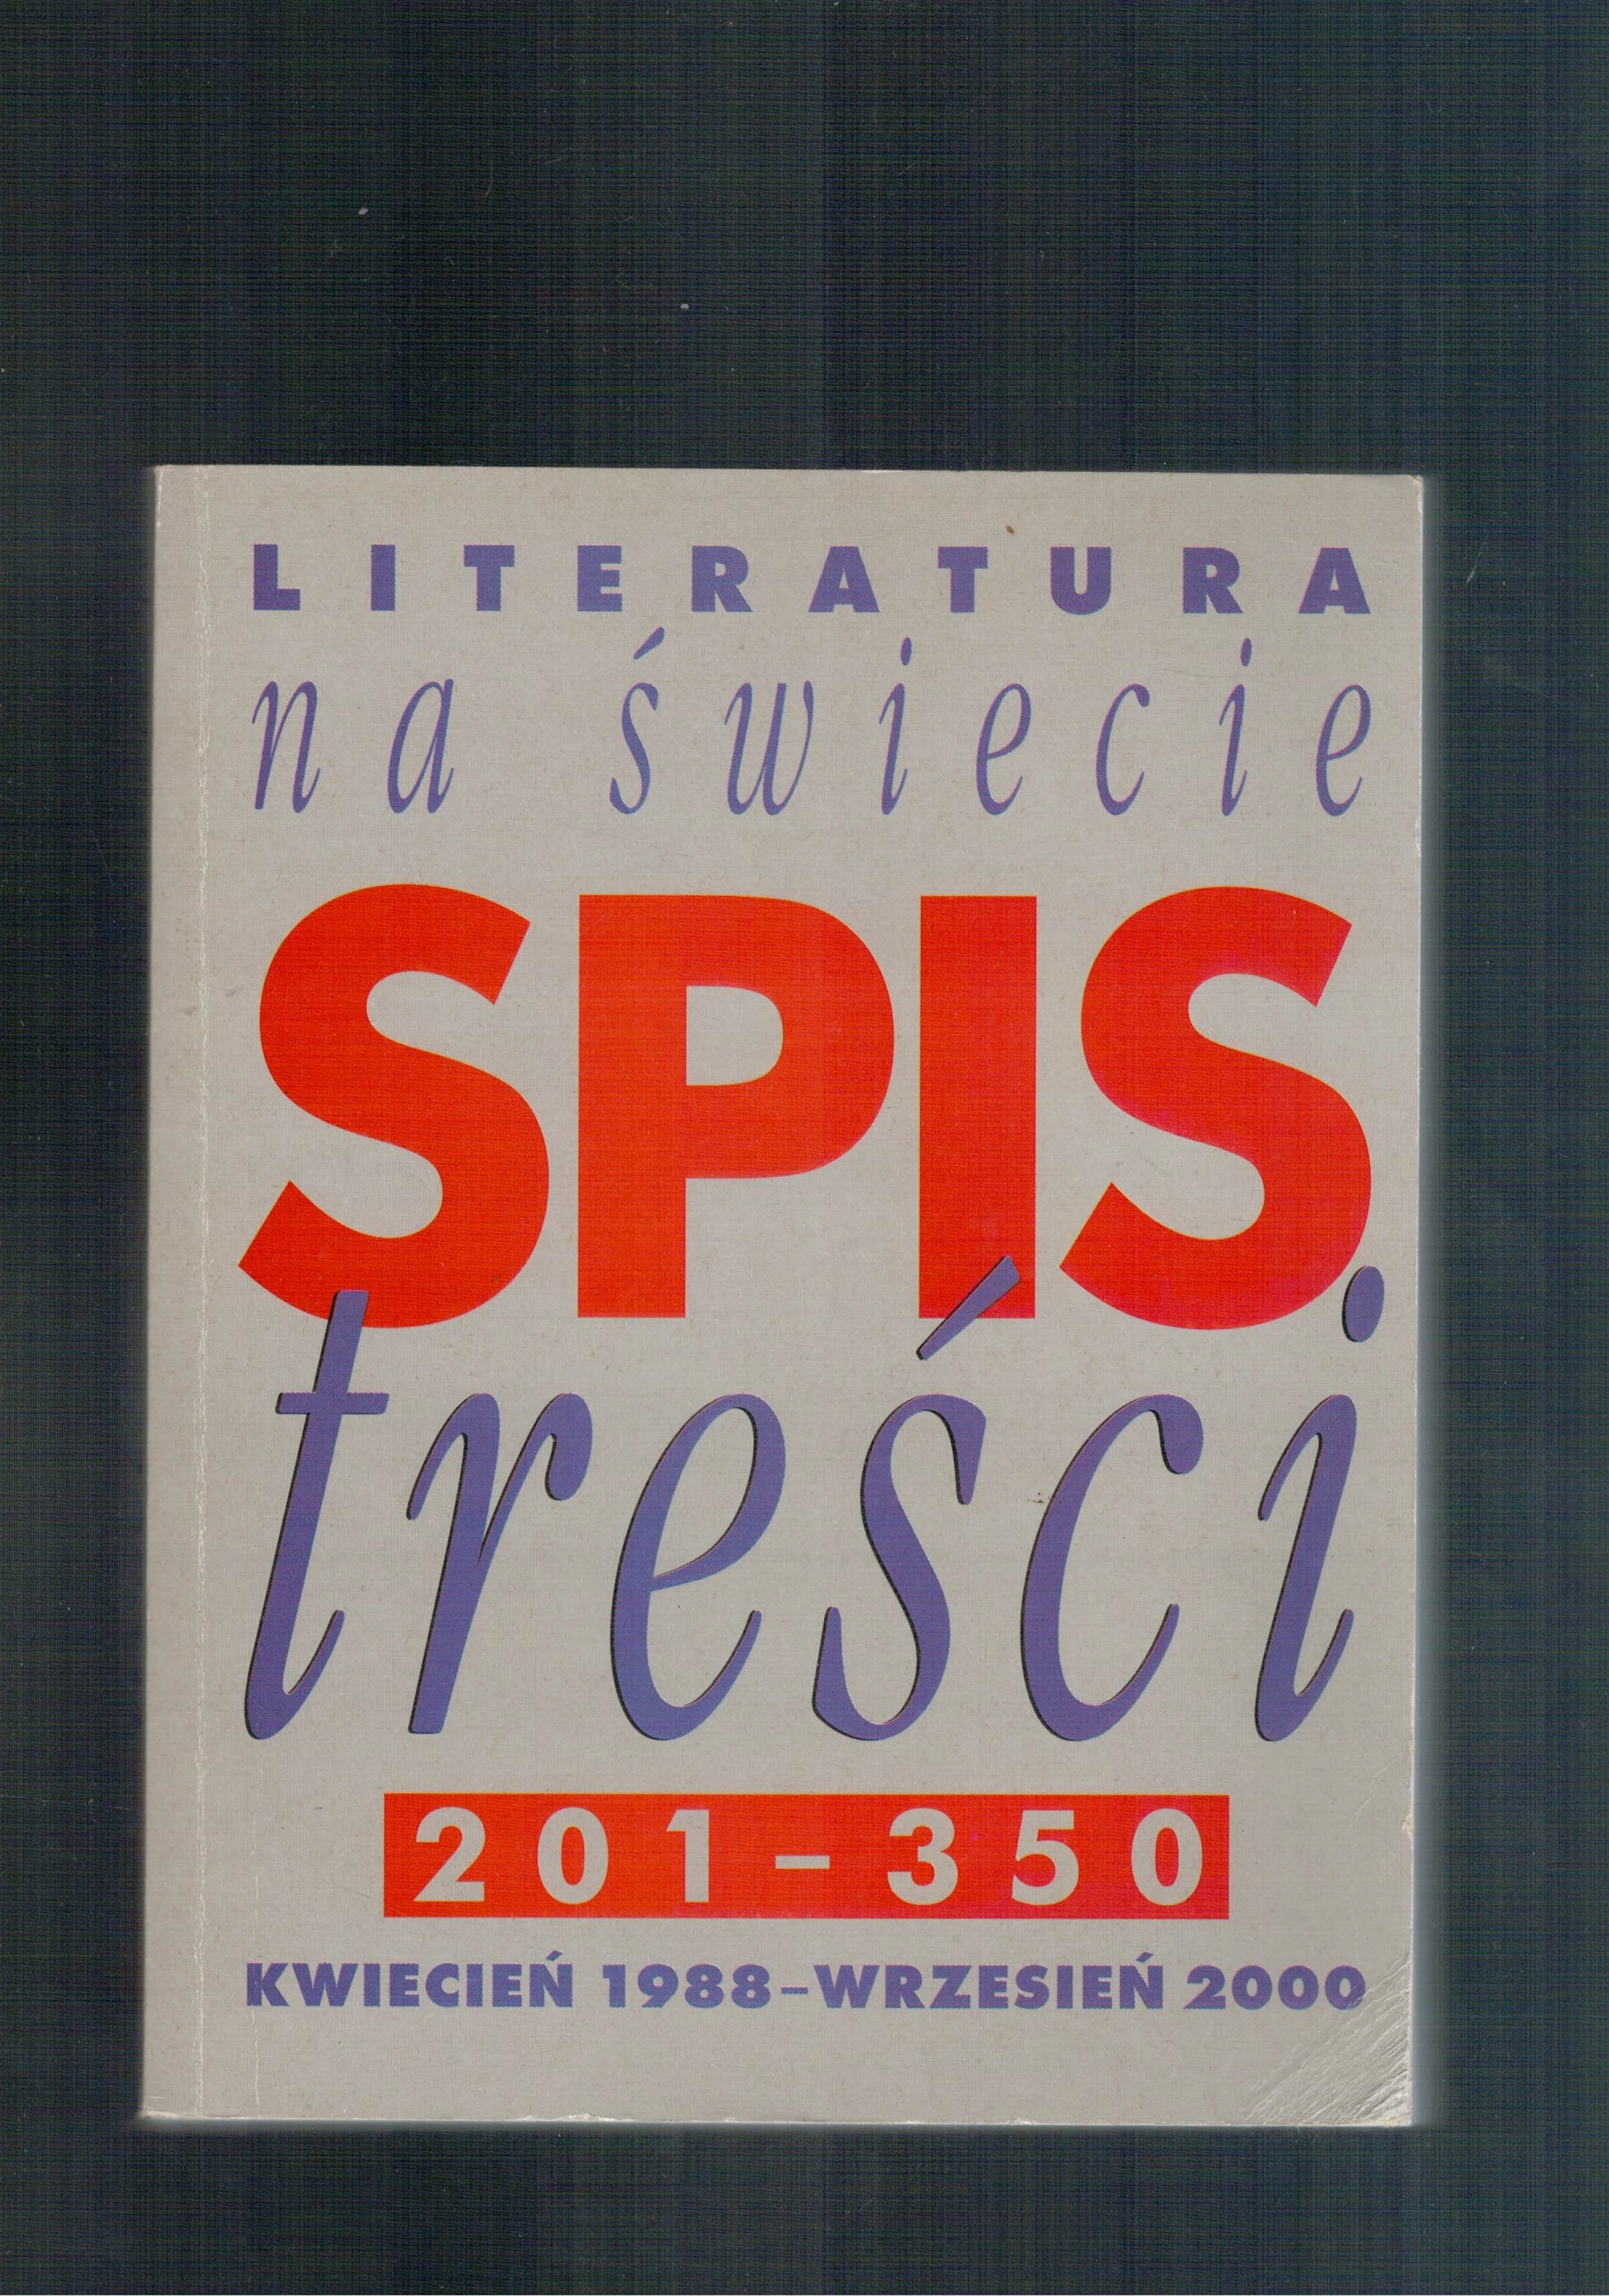 LITERATURA
na świecie
SPIS
treści
201–350
KWIECIEŃ 1988–WRZESIEŃ 2000